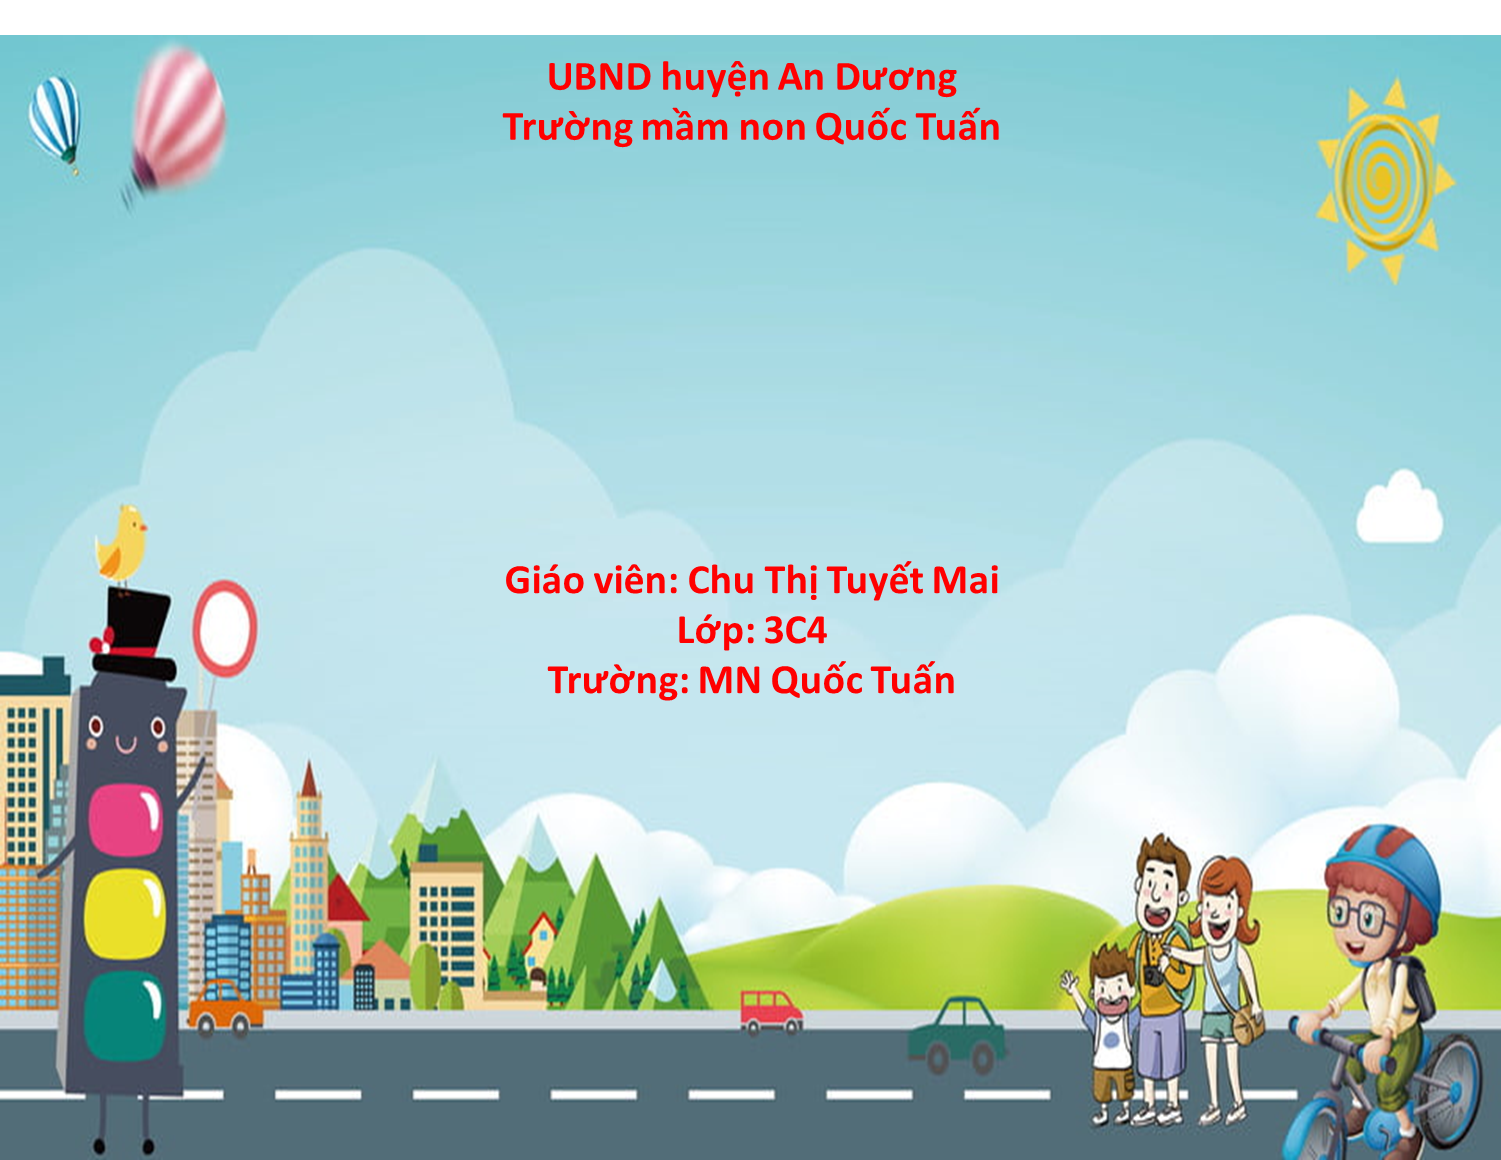 UBND huyện An Dương
Trường mầm non Quốc Tuấn
Giáo viên: Chu Thị Tuyết Mai
Lớp: 3C4
Trường: MN Quốc Tuấn